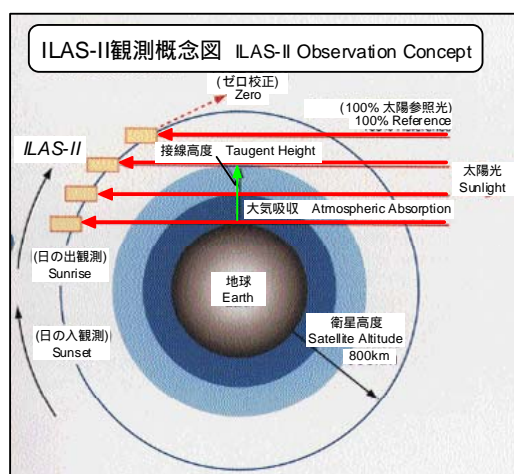 ILAS-II観測概念図 ILAS-II Observation Concept
(ゼロ校正)
Zero
(100% 太陽参照光)
100% Reference
100% Reference
ILAS-II
接線高度 Taugent Height
太陽光
Sunlight
大気吸収 Atmospheric Absorption
(日の出観測)
Sunrise
地球
Earth
(日の入観測)
Sunset
衛星高度
Satellite Altitude
800km